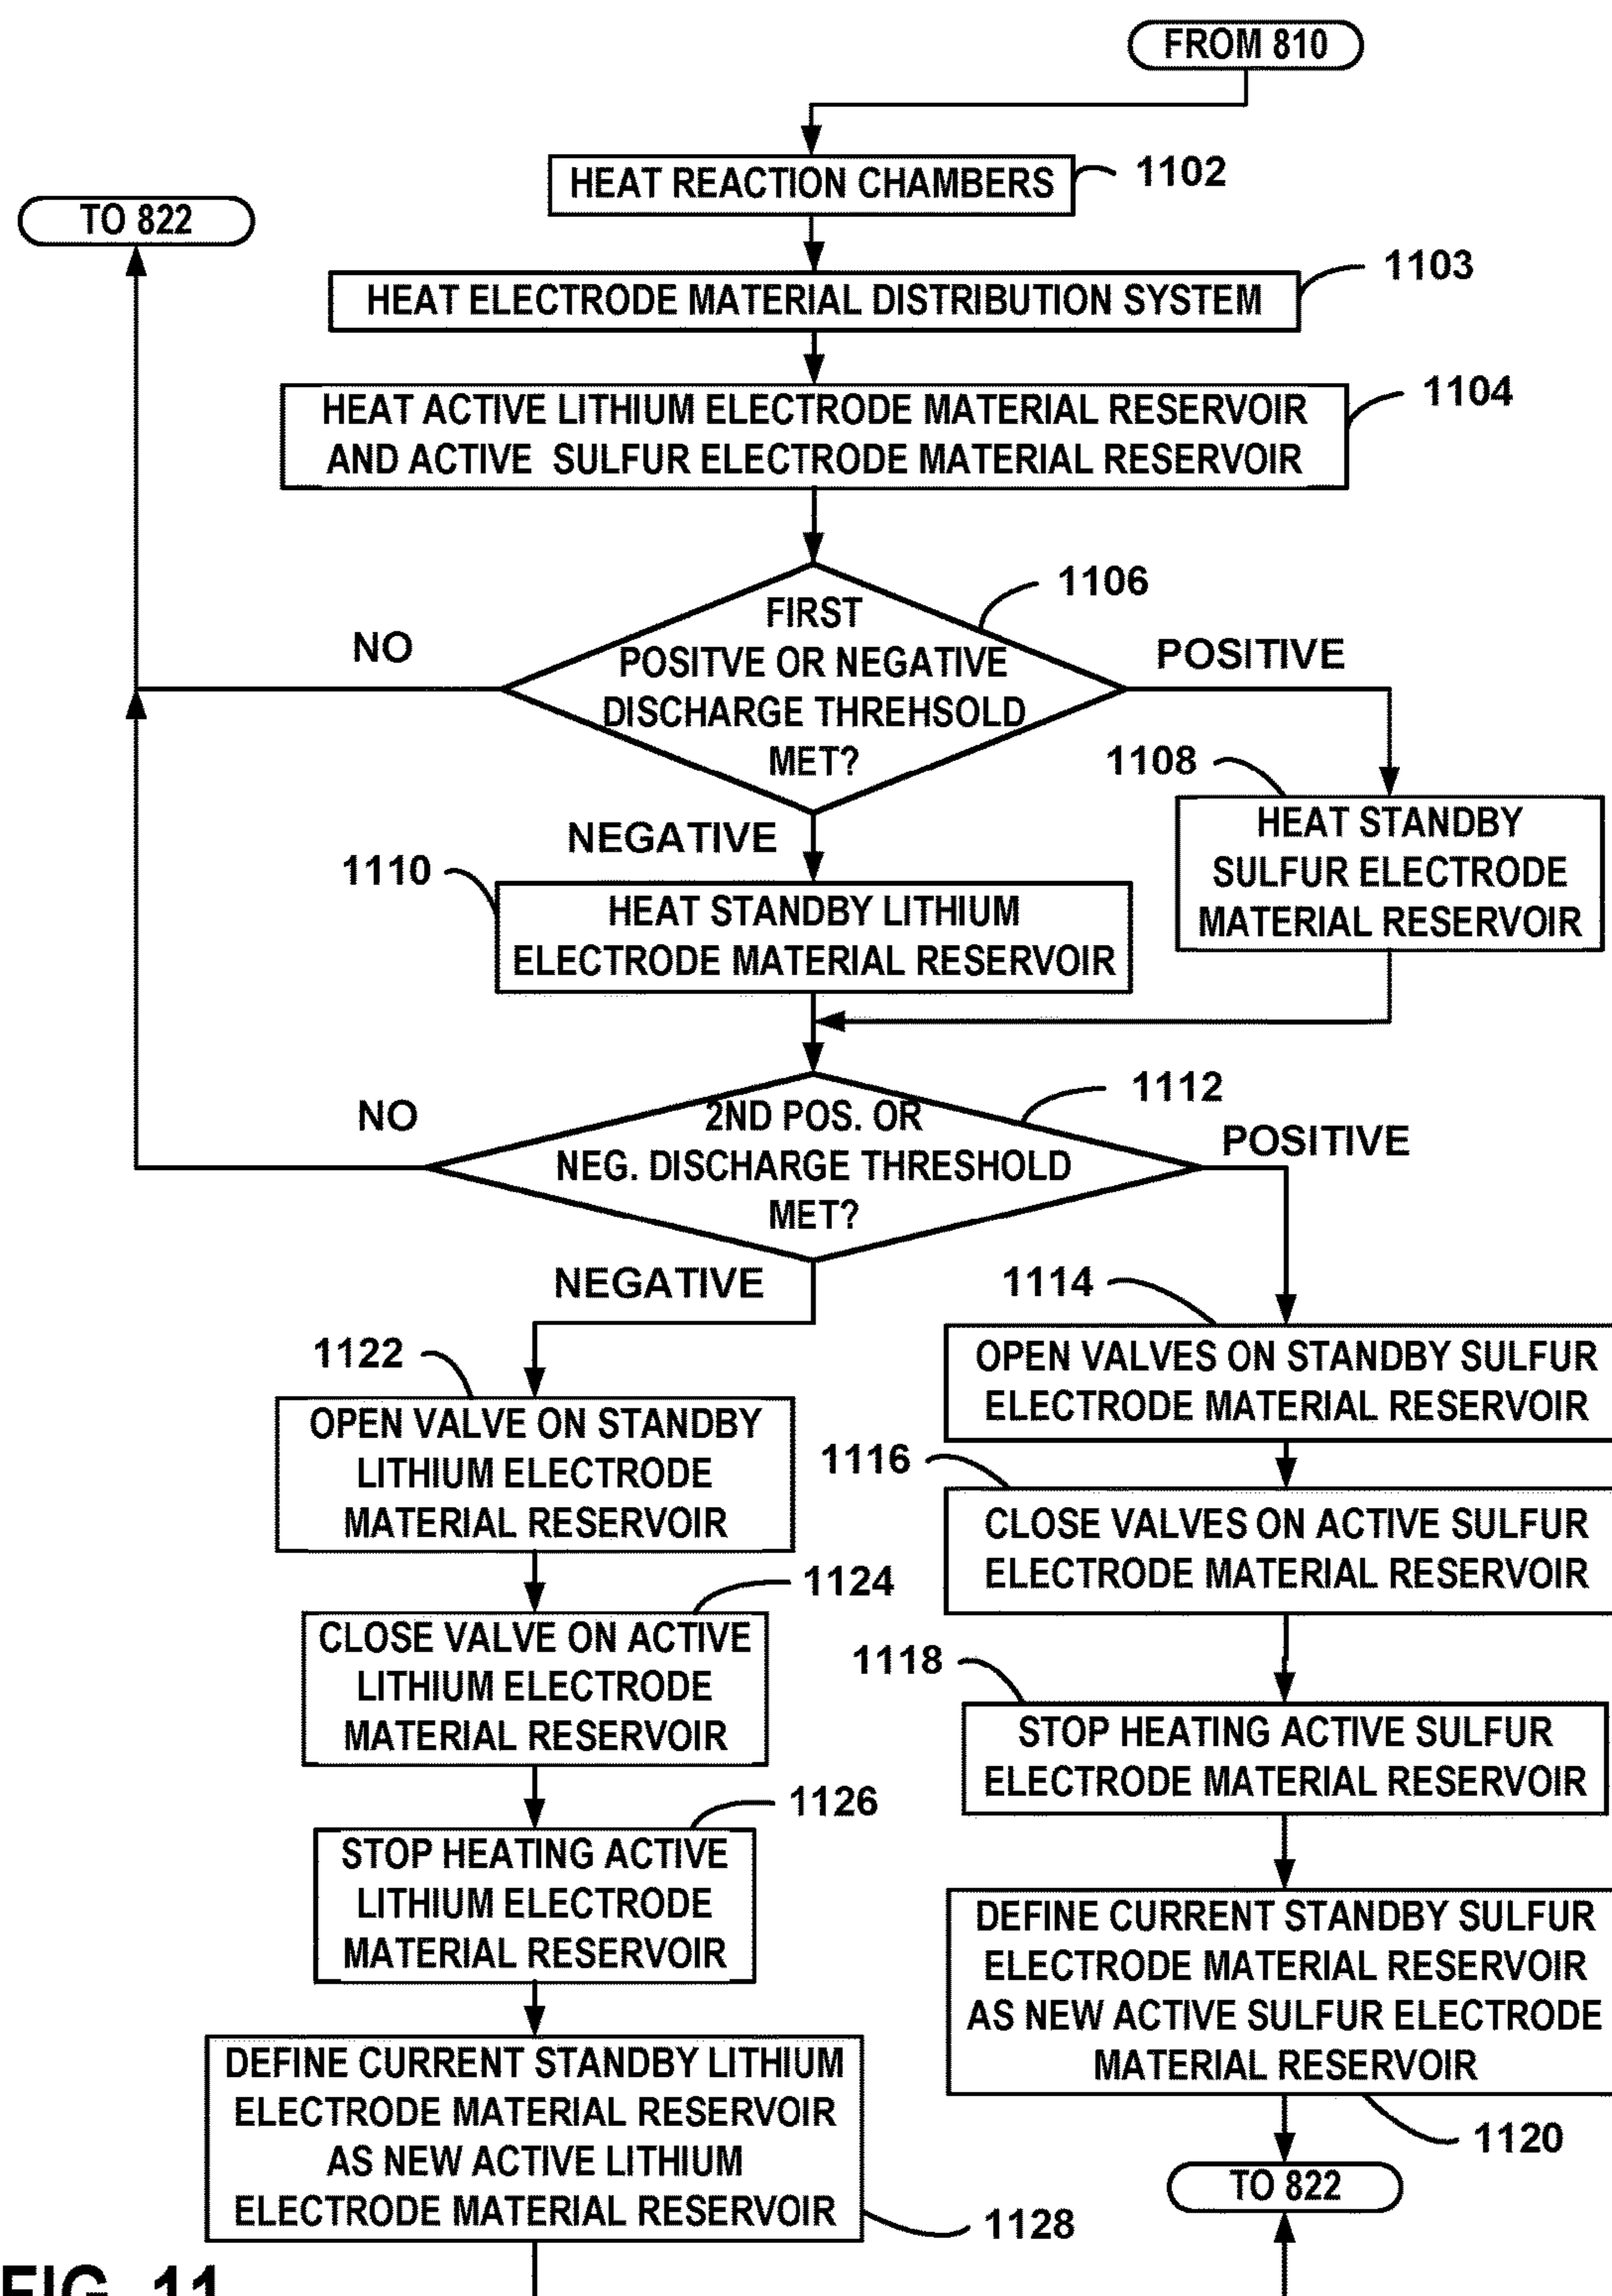 FROM 810
HEAT REACTION CHAMBERS
1102
TO 822
HEAT ELECTRODE MATERIAL DISTRIBUTION SYSTEM
1103
HEAT ACTIVE LITHIUM ELECTRODE MATERIAL RESERVOIR
AND ACTIVE SULFUR ELECTRODE MATERIAL RESERVOIR
1104
FIRST
POSITVE OR NEGATIVE
DISCHARGE THREHSOLD
MET?
1106
NO
POSITIVE
NEGATIVE
1108
HEAT STANDBY
SULFUR ELECTRODE
MATERIAL RESERVOIR
1110
HEAT STANDBY LITHIUM
ELECTRODE MATERIAL RESERVOIR
2ND POS. OR
NEG. DISCHARGE THRESHOLD
MET?
1112
NO
POSITIVE
NEGATIVE
1114
OPEN VALVES ON STANDBY SULFUR
ELECTRODE MATERIAL RESERVOIR
1116
CLOSE VALVES ON ACTIVE SULFUR
ELECTRODE MATERIAL RESERVOIR
1118
STOP HEATING ACTIVE SULFUR
ELECTRODE MATERIAL RESERVOIR
DEFINE CURRENT STANDBY SULFUR
ELECTRODE MATERIAL RESERVOIR
AS NEW ACTIVE SULFUR ELECTRODE
MATERIAL RESERVOIR
1120
TO 822
1122
OPEN VALVE ON STANDBY
LITHIUM ELECTRODE
MATERIAL RESERVOIR
1124
CLOSE VALVE ON ACTIVE
LITHIUM ELECTRODE
MATERIAL RESERVOIR
1126
STOP HEATING ACTIVE
LITHIUM ELECTRODE
MATERIAL RESERVOIR
DEFINE CURRENT STANDBY LITHIUM
ELECTRODE MATERIAL RESERVOIR
AS NEW ACTIVE LITHIUM
ELECTRODE MATERIAL RESERVOIR
1128
FIG. 11